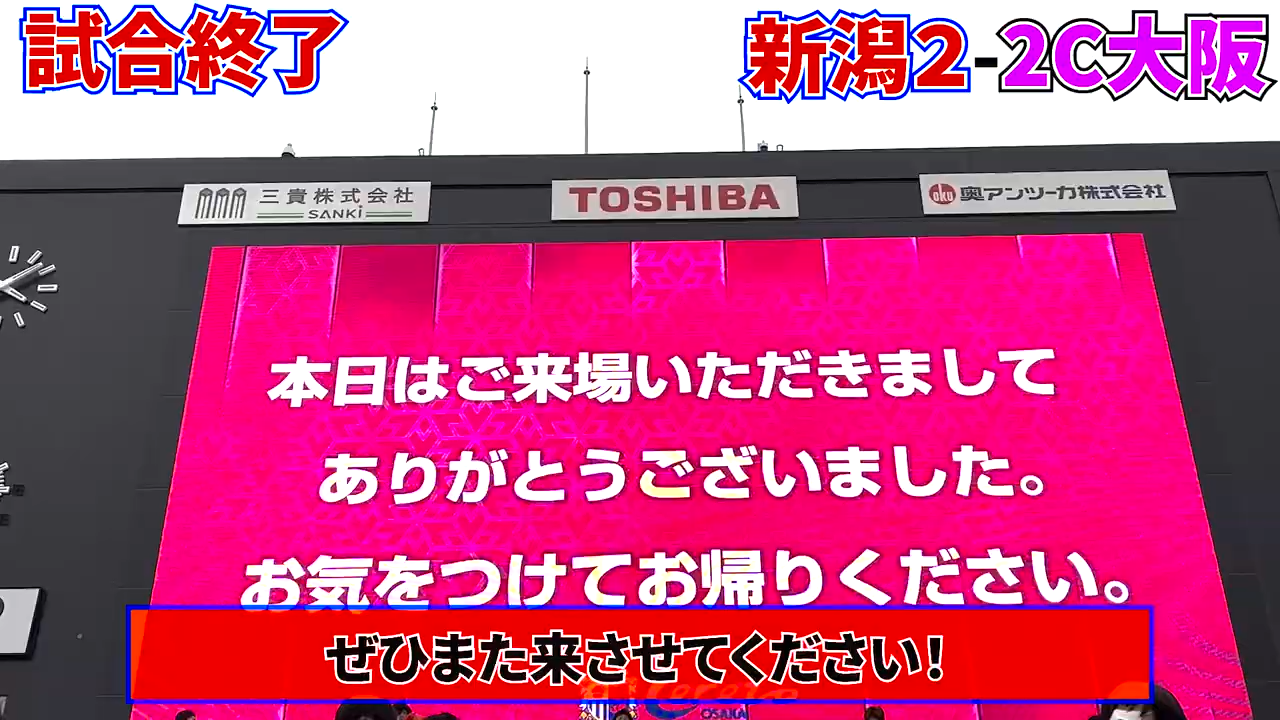 試合終了
新潟2-2C大阪
三貴株式会社
SANKi
TOSHIBA
oku 奥アンツーカ株式会社
本日はご来場いただきまして
ありがとうございました。
お気をつけてお帰りください。
ぜひまた来させてください!
Cerezo
OSAKA